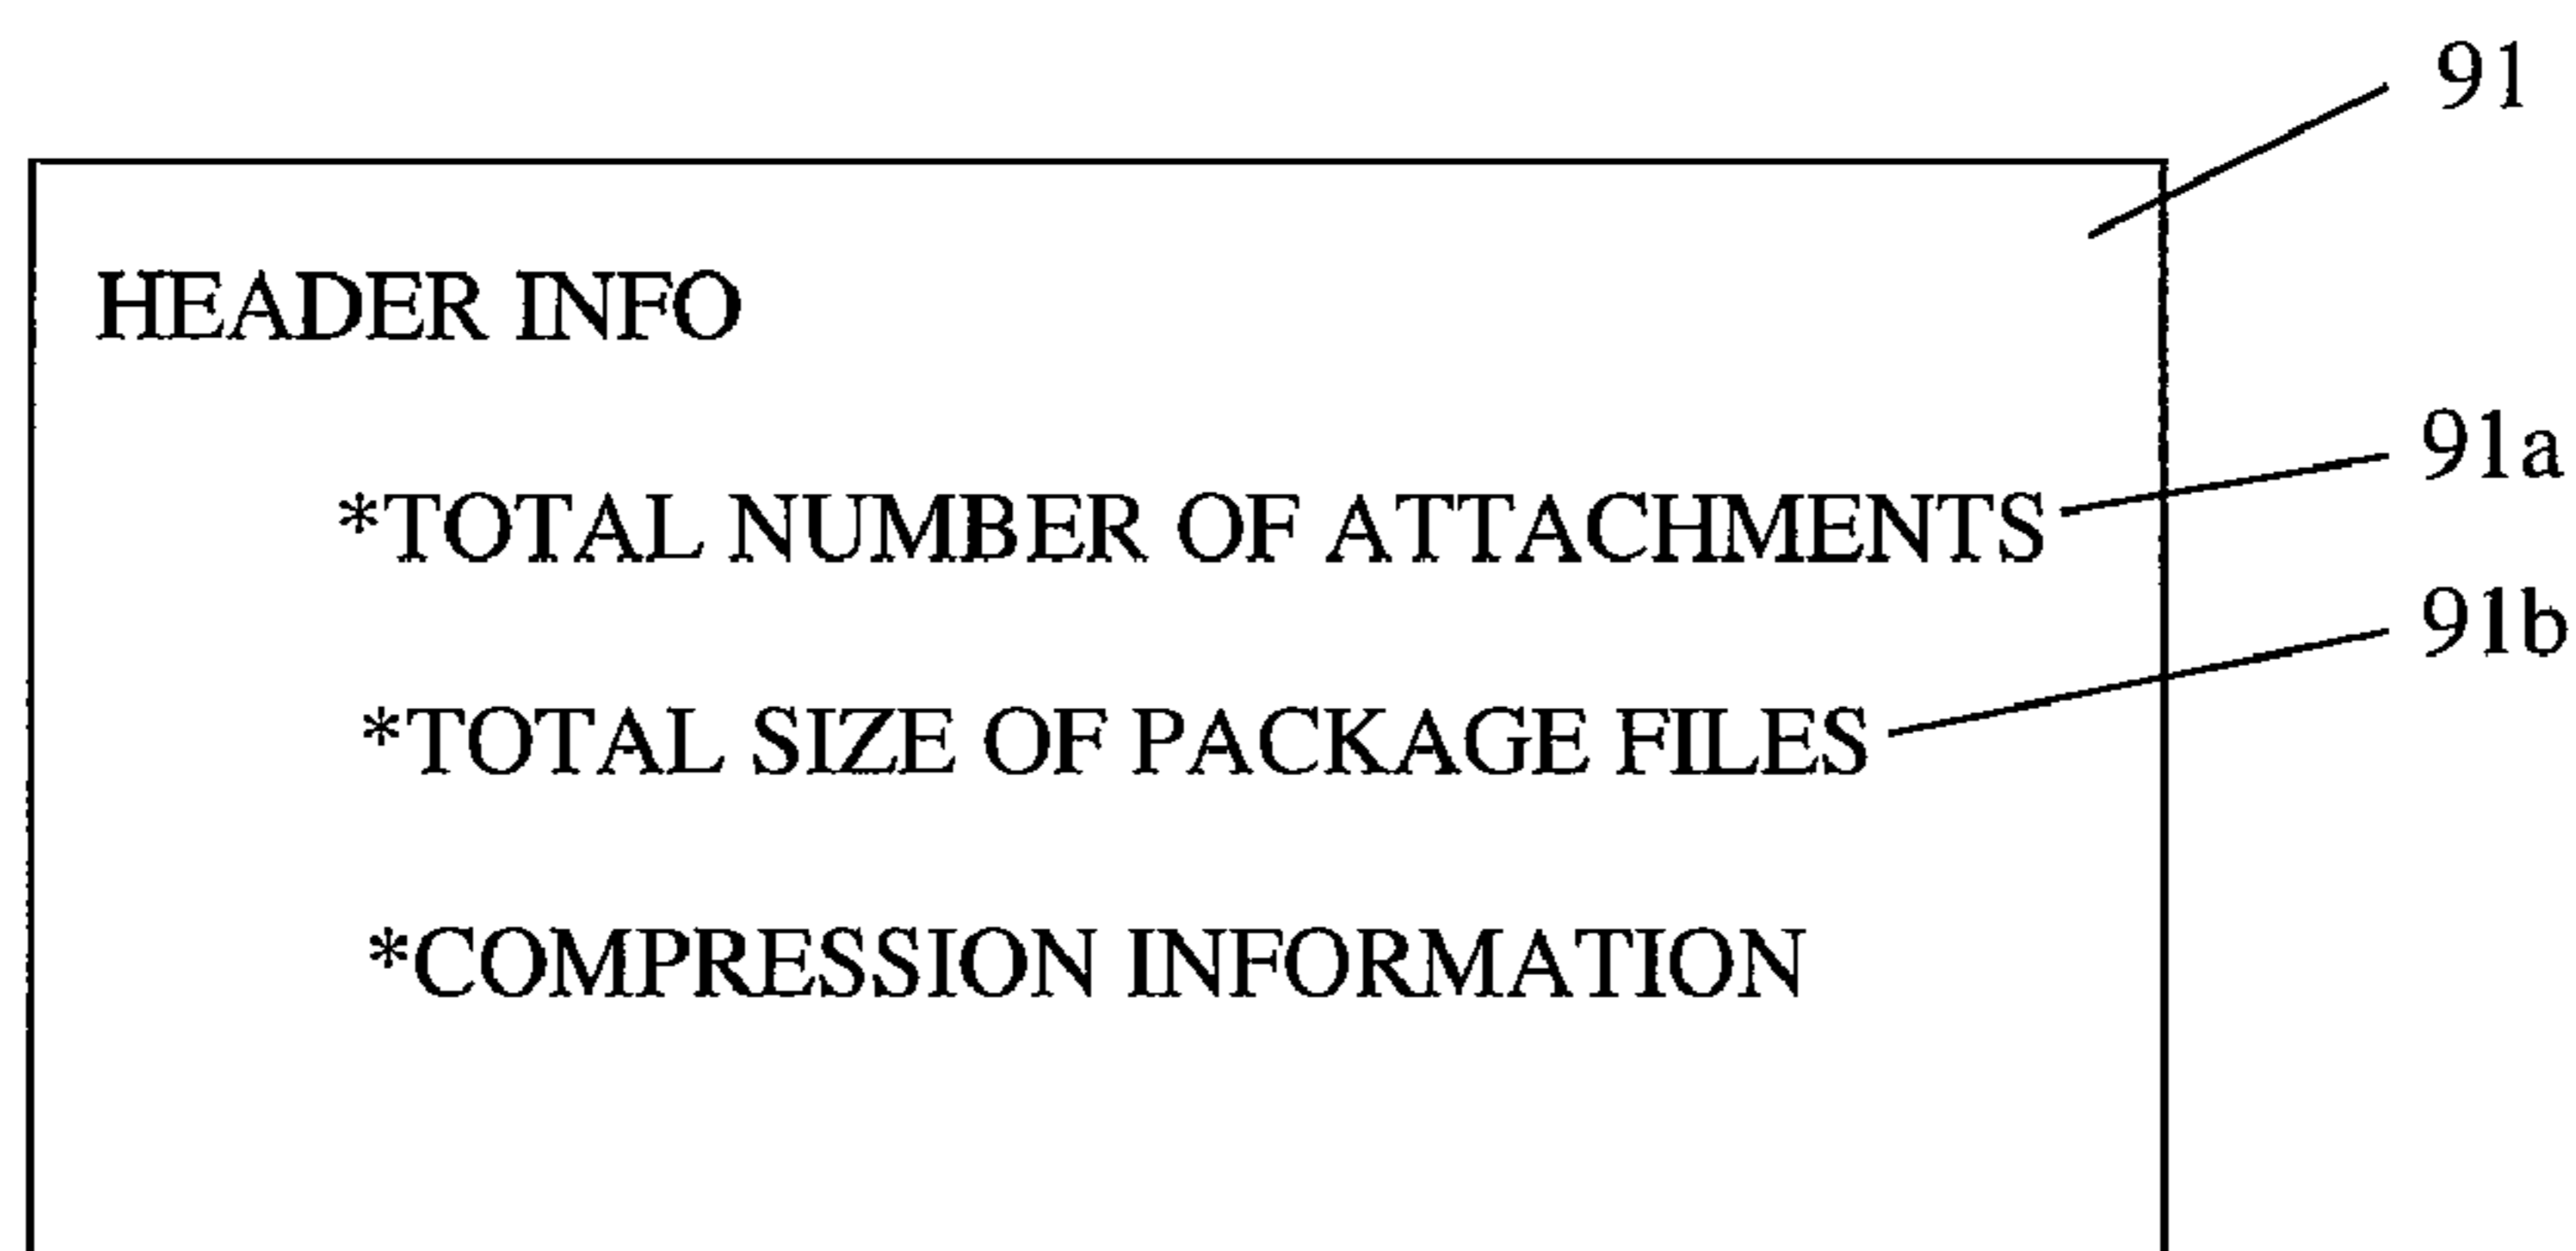 91
HEADER INFO
*TOTAL NUMBER OF ATTACHMENTS 91a
*TOTAL SIZE OF PACKAGE FILES 91b
*COMPRESSION INFORMATION